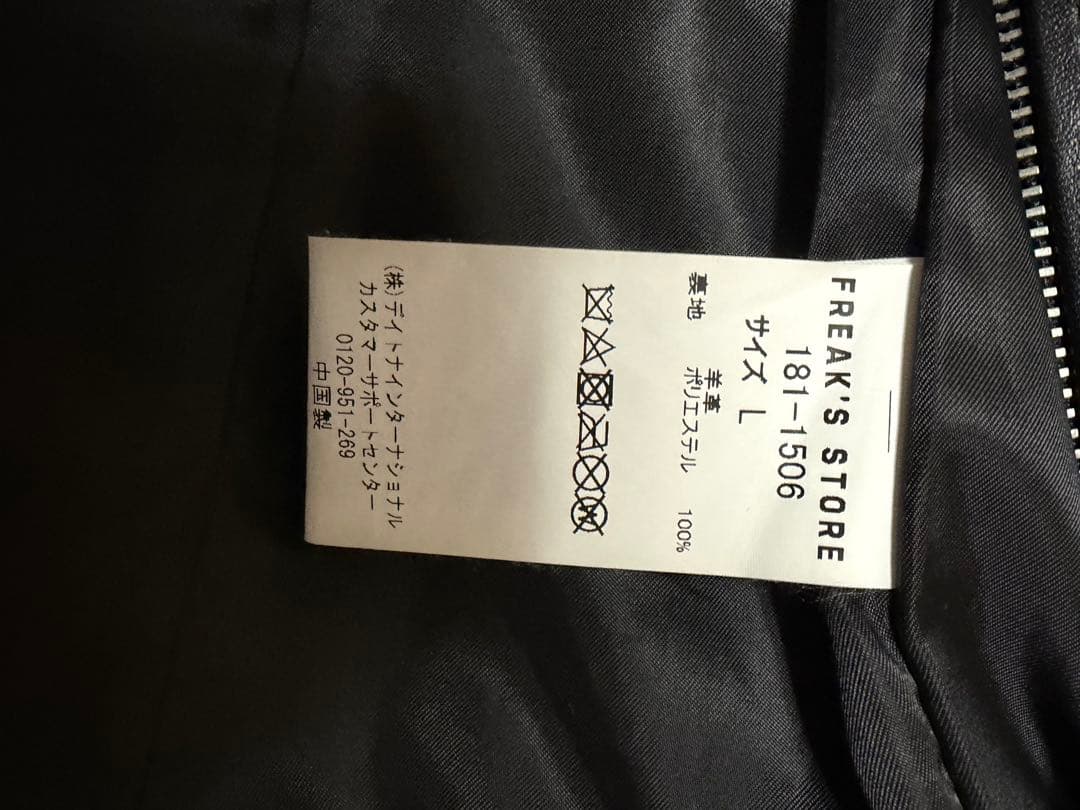 FREAK'S STORE
181-1506
サイズ L
羊革
裏地 ポリエステル 100%
(株)デイトナインターナショナル
カスタマーサポートセンター
0120-951-269
中国製